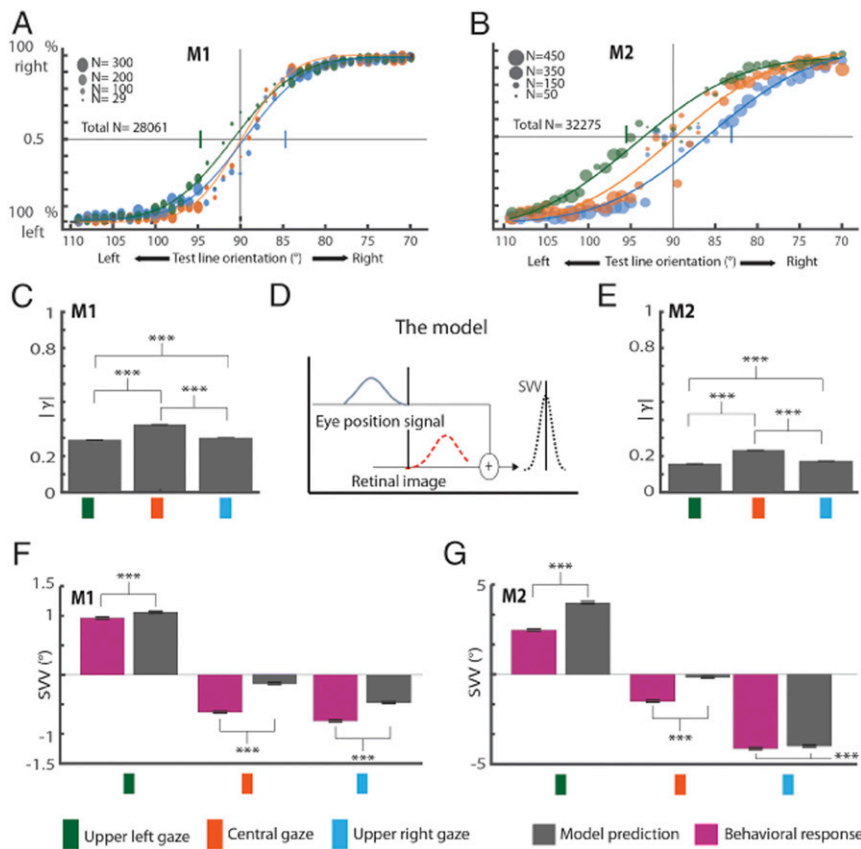 A
100 %
right
M1
N= 300
N= 200
N= 100
N= 29
Total N= 28061
0.5
100 %
left
110 105 100 95 90 85 80 75 70
Left Test line orientation (°) Right
B
M2
N=450
N=350
N=150
N=50
Total N= 32275
110 105 100 95 90 85 80 75 70
Left Test line orientation (°) Right
C
M1
1
0.8
|γ|
0.6
0.2
0
***
***
***
D
The model
Eye position signal
Retinal image
+
SVV
E
M2
1
0.8
|γ|
0.6
0.2
0
***
***
***
F
M1
1.5
1
SVV (°)
-1
-1.5
***
***
***
G
M2
5
SVV (°)
-5
***
***
***
Upper left gaze Central gaze Upper right gaze Model prediction Behavioral response